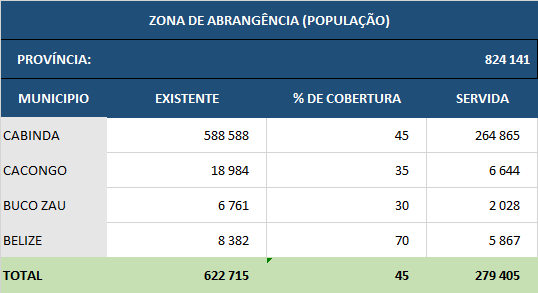 ZONA DE ABRANGÊNCIA (POPULAÇÃO)
PROVÍNCIA: 824 141
MUNICIPIO EXISTENTE % DE COBERTURA SERVIDA
CABINDA 588 588 45 264 865
CACONGO 18 984 35 6 644
BUCO ZAU 6 761 30 2 028
BELIZE 8 382 70 5 867
TOTAL 622 715 45 279 405